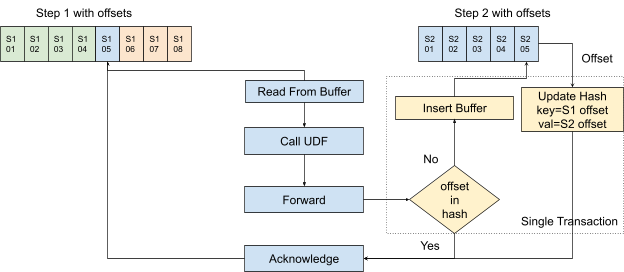 Step 1 with offsets
Step 2 with offsets
S1 S1 S1 S1 S1 S1 S1 S1
01 02 03 04 05 06 07 08
S2 S2 S2 S2 S2
01 02 03 04 05
Offset
Read From Buffer
Insert Buffer
Update Hash
key=S1 offset
val=S2 offset
Call UDF
No
Forward
offset
in
hash
Single Transaction
Yes
Acknowledge